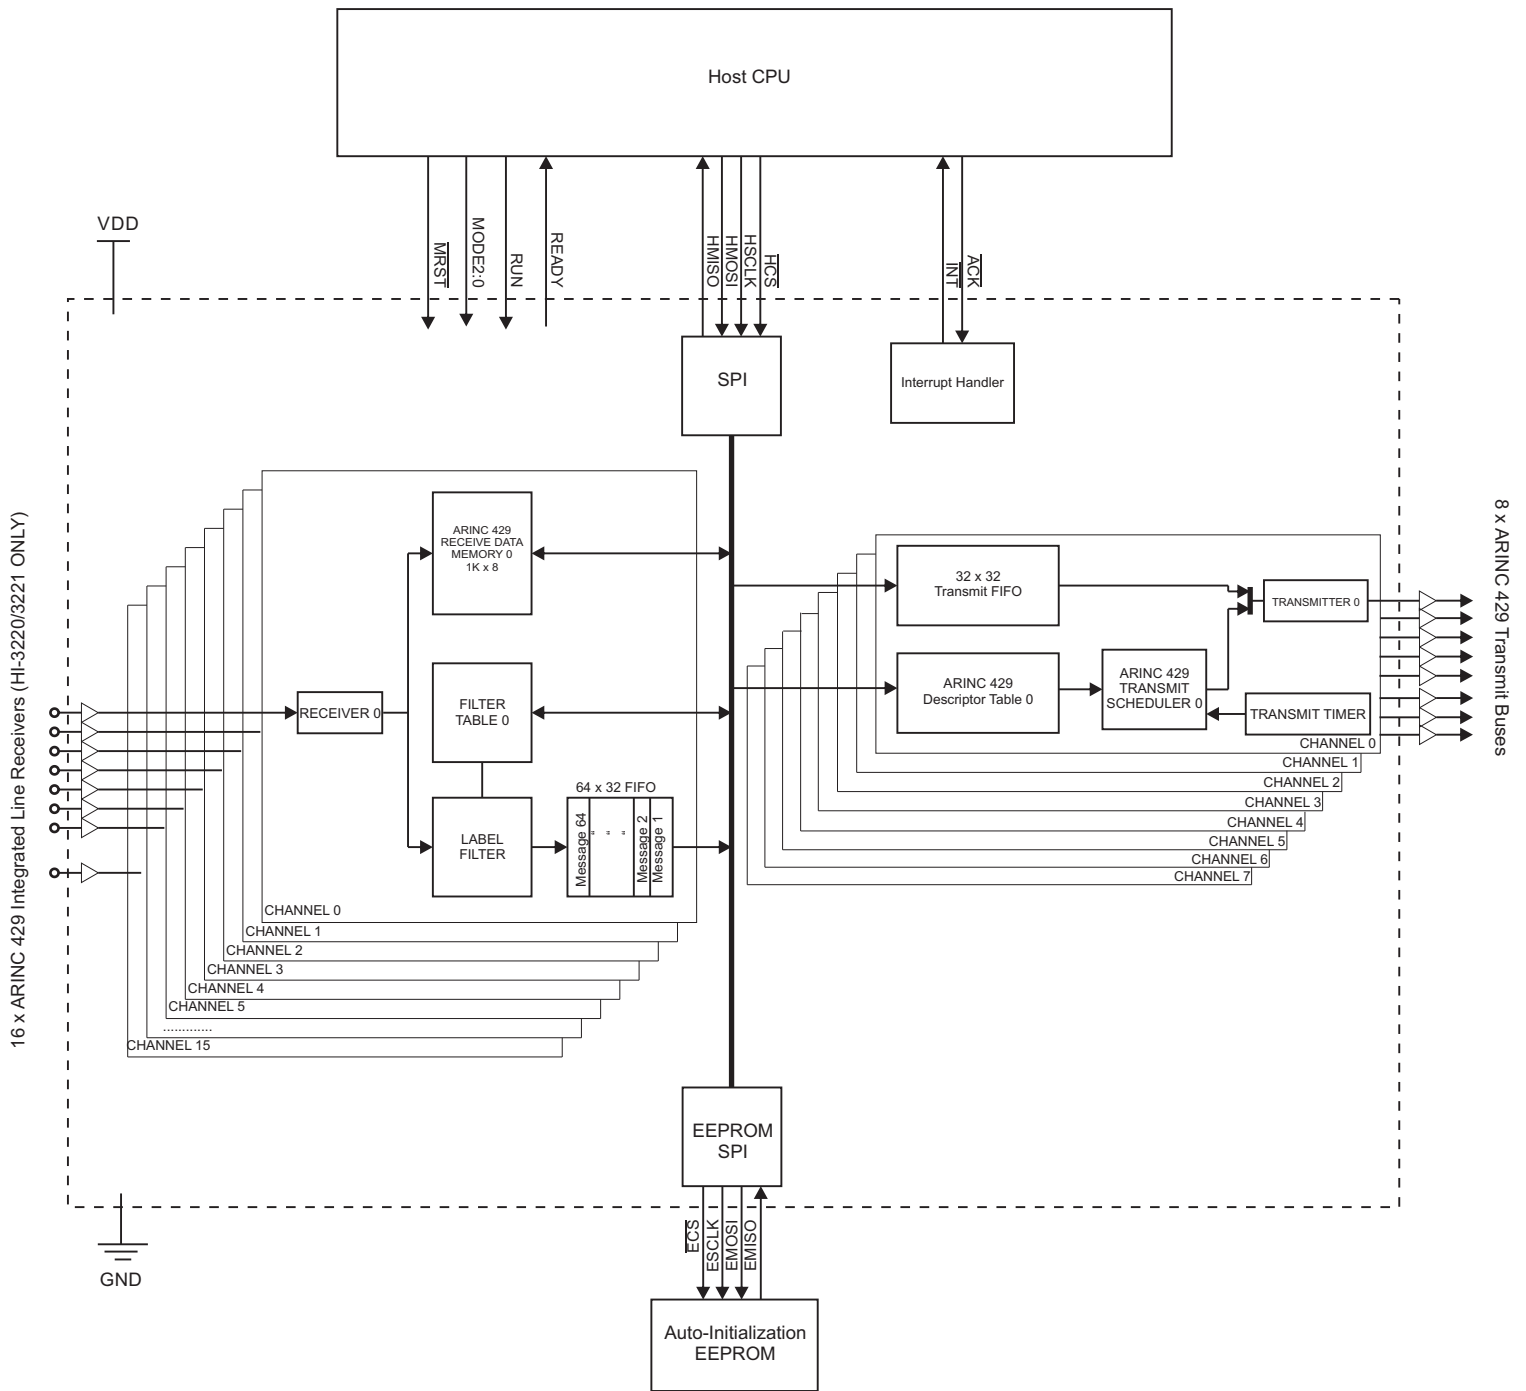 Host CPU
VDD
MRST
MODE2:0
RUN
READY
HMISO
HMOSI
HSCLK
HCS
INT
ACK
SPI
Interrupt Handler
16 x ARINC 429 Integrated Line Receivers (HI-3220/3221 ONLY)
RECEIVER 0
ARINC 429
RECEIVE DATA
MEMORY 0
1K x 8
FILTER
TABLE 0
LABEL
FILTER
64 x 32 FIFO
Message 64
" " "
Message 2
Message 1
CHANNEL 0
CHANNEL 1
CHANNEL 2
CHANNEL 3
CHANNEL 4
CHANNEL 5
.............
CHANNEL 15
32 x 32
Transmit FIFO
TRANSMITTER 0
ARINC 429
Descriptor Table 0
ARINC 429
TRANSMIT
SCHEDULER 0
TRANSMIT TIMER
CHANNEL 0
CHANNEL 1
CHANNEL 2
CHANNEL 3
CHANNEL 4
CHANNEL 5
CHANNEL 6
CHANNEL 7
8 x ARINC 429 Transmit Buses
EEPROM
SPI
ECS
ESCLK
EMOSI
EMISO
GND
Auto-Initialization
EEPROM